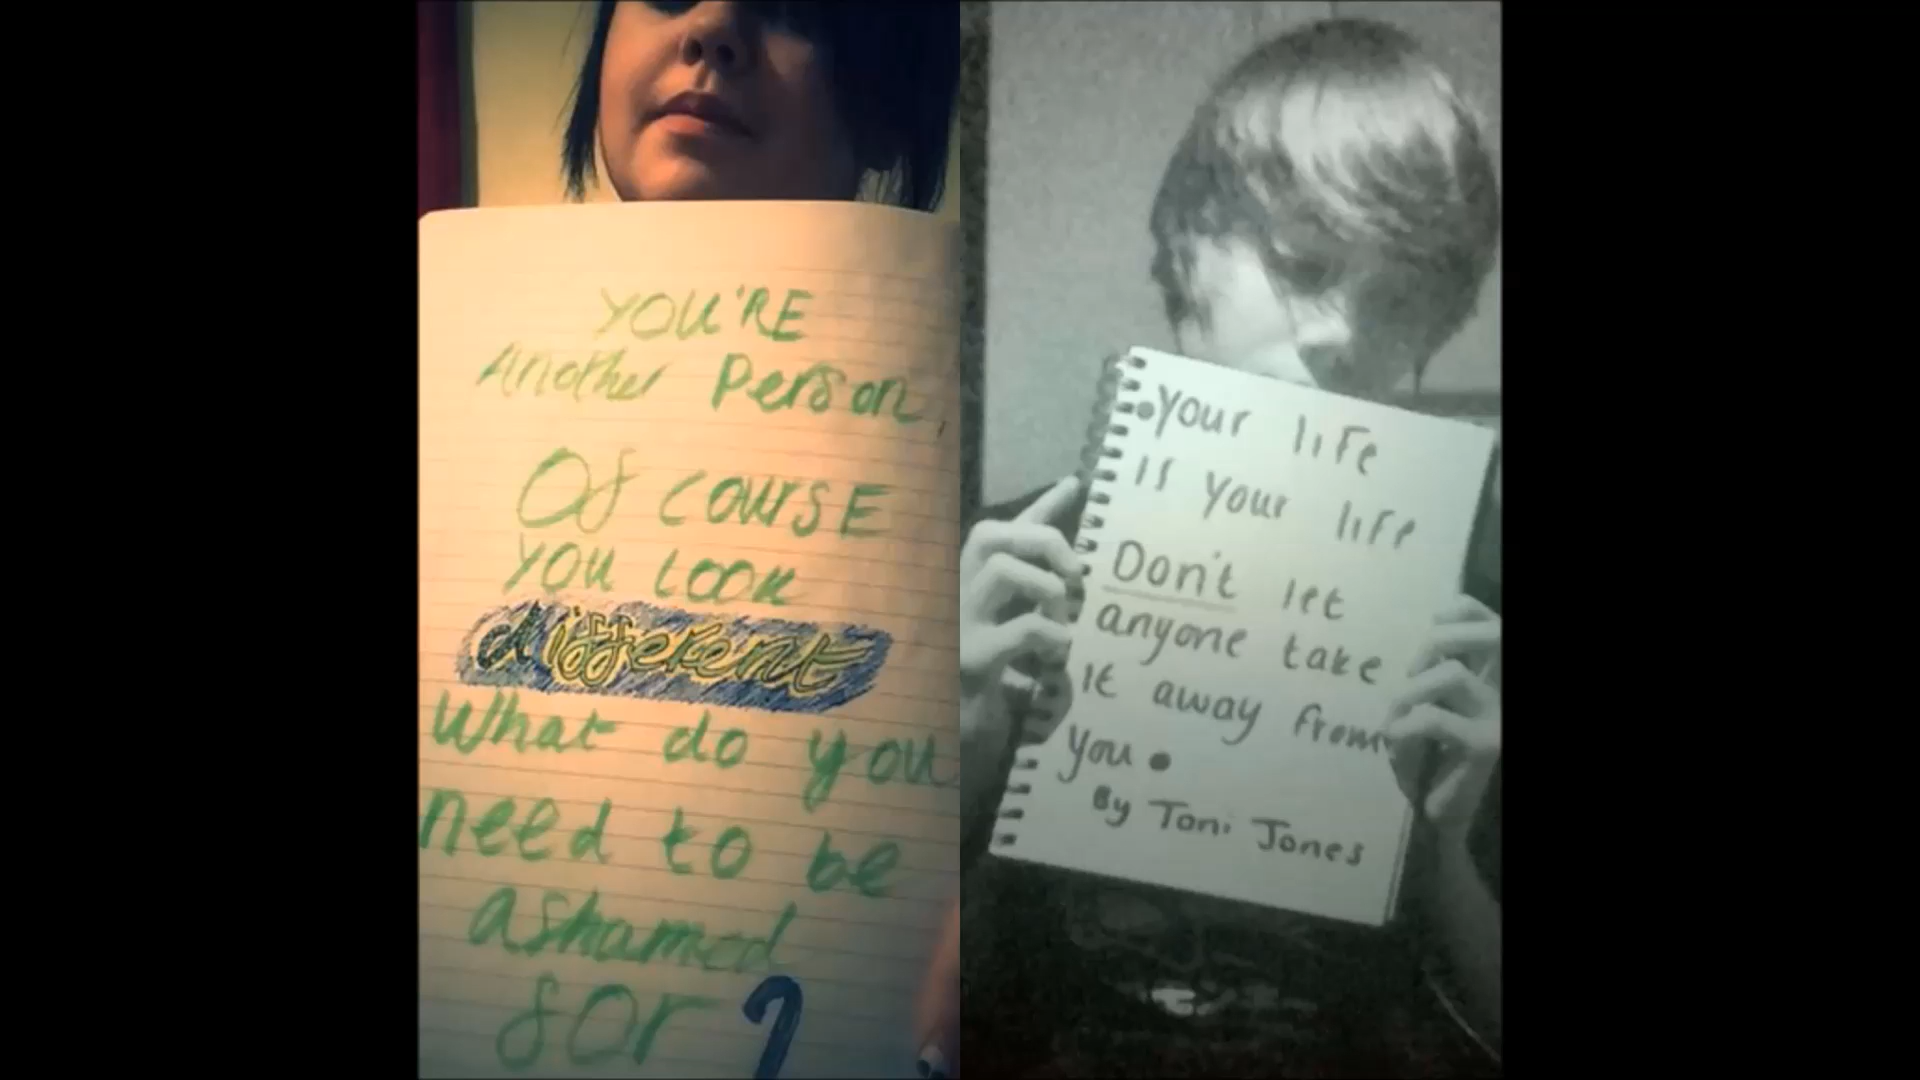 YOU'RE
Another Person,
Of COURSE
YOU LOOK
different
What do you
need to be
ashamed
for?
•Your life
Is your life
Don't let
anyone take
it away from
you •
By Toni Jones